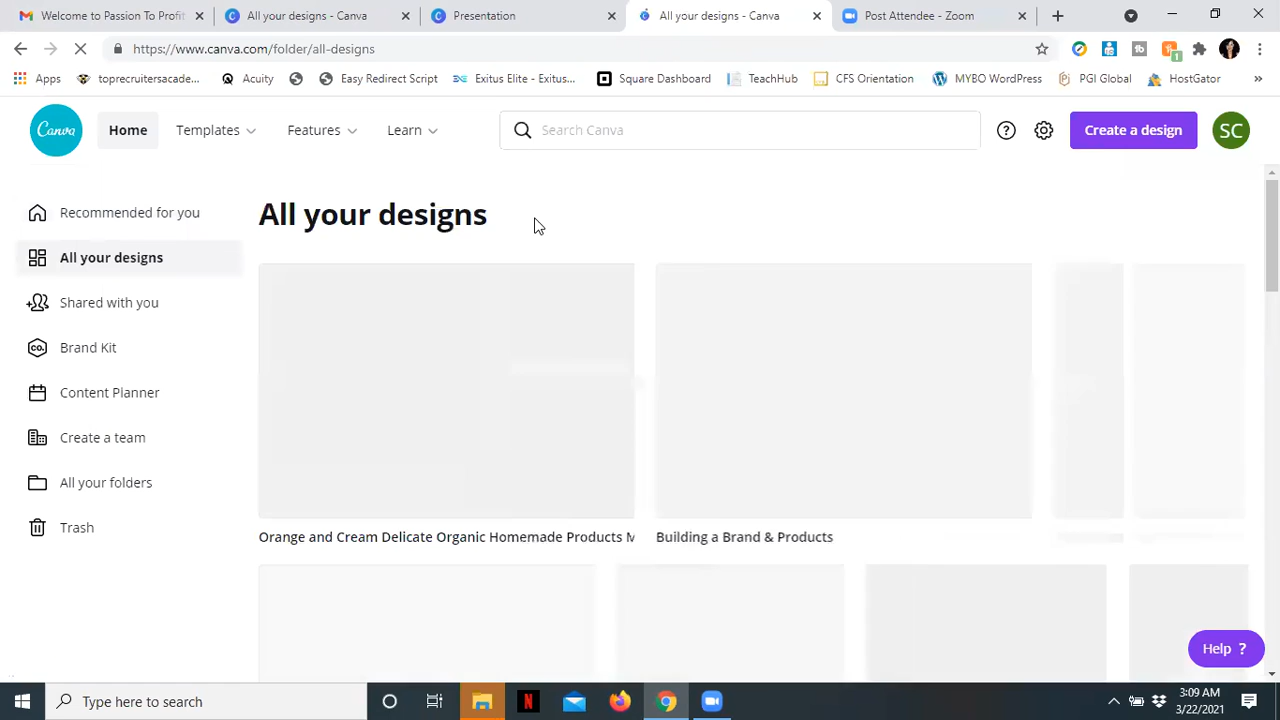 Welcome to Passion To Profit
All your designs - Canva
Presentation
All your designs - Canva
Post Attendee - Zoom
https://www.canva.com/folder/all-designs
Apps
toprecruitersacade...
Acuity
Easy Redirect Script
Exitus Elite - Exitus...
Square Dashboard
TeachHub
CFS Orientation
MYBO WordPress
PGI Global
HostGator
Canva
Home
Templates
Features
Learn
Search Canva
Create a design
SC
Recommended for you
All your designs
Shared with you
Brand Kit
Content Planner
Create a team
All your folders
Trash
All your designs
Orange and Cream Delicate Organic Homemade Products M
Building a Brand & Products
Help ?
Type here to search
3:09 AM
3/22/2021